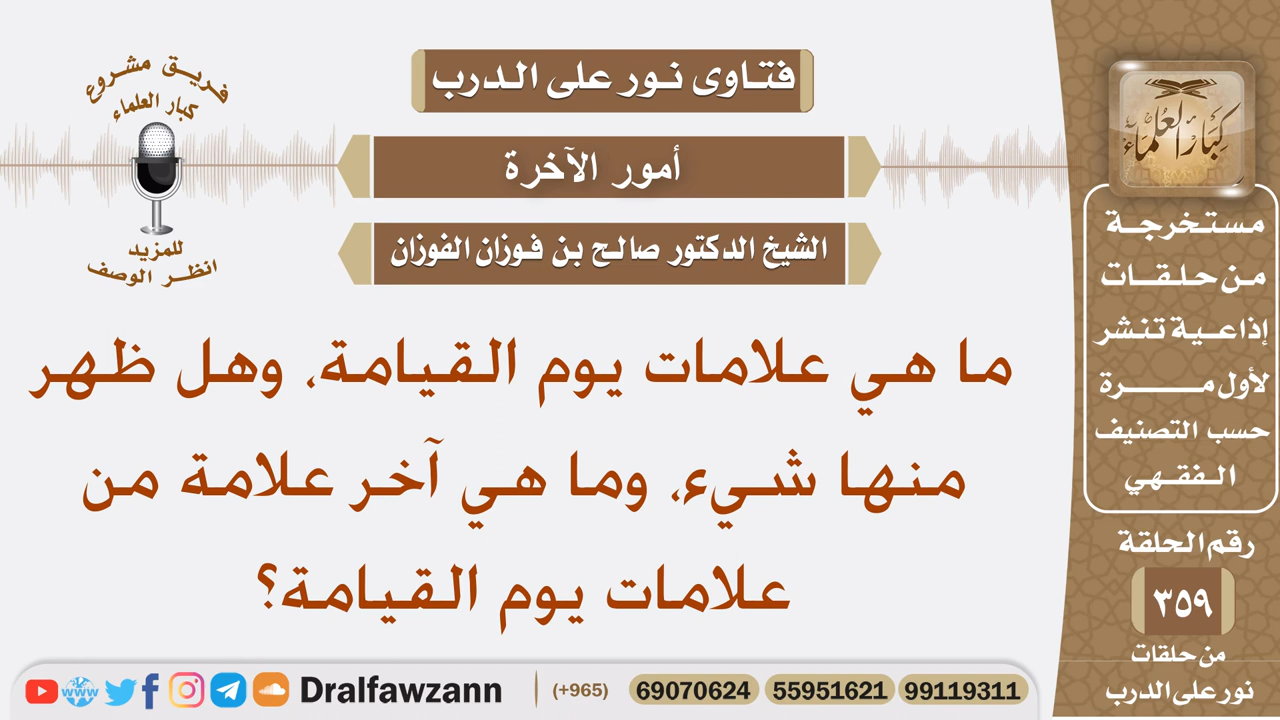 فتاوى نور على الدرب
أمور الآخرة
الشيخ الدكتور صالح بن فوزان الفوزان
ما هي علامات يوم القيامة، وهل ظهر
منها شيء، وما هي آخر علامة من
علامات يوم القيامة؟
كبار العلماء
مستخرجة
من حلقات
إذاعية تنشر
لأول مرة
حسب التصنيف
الفقهي
رقم الحلقة
٣٥٩
من حلقات
نور على الدرب
فريق مشروع
كبار العلماء
للمزيد
انظر الوصف
www
Dralfawzann
(+965)
69070624
55951621
99119311